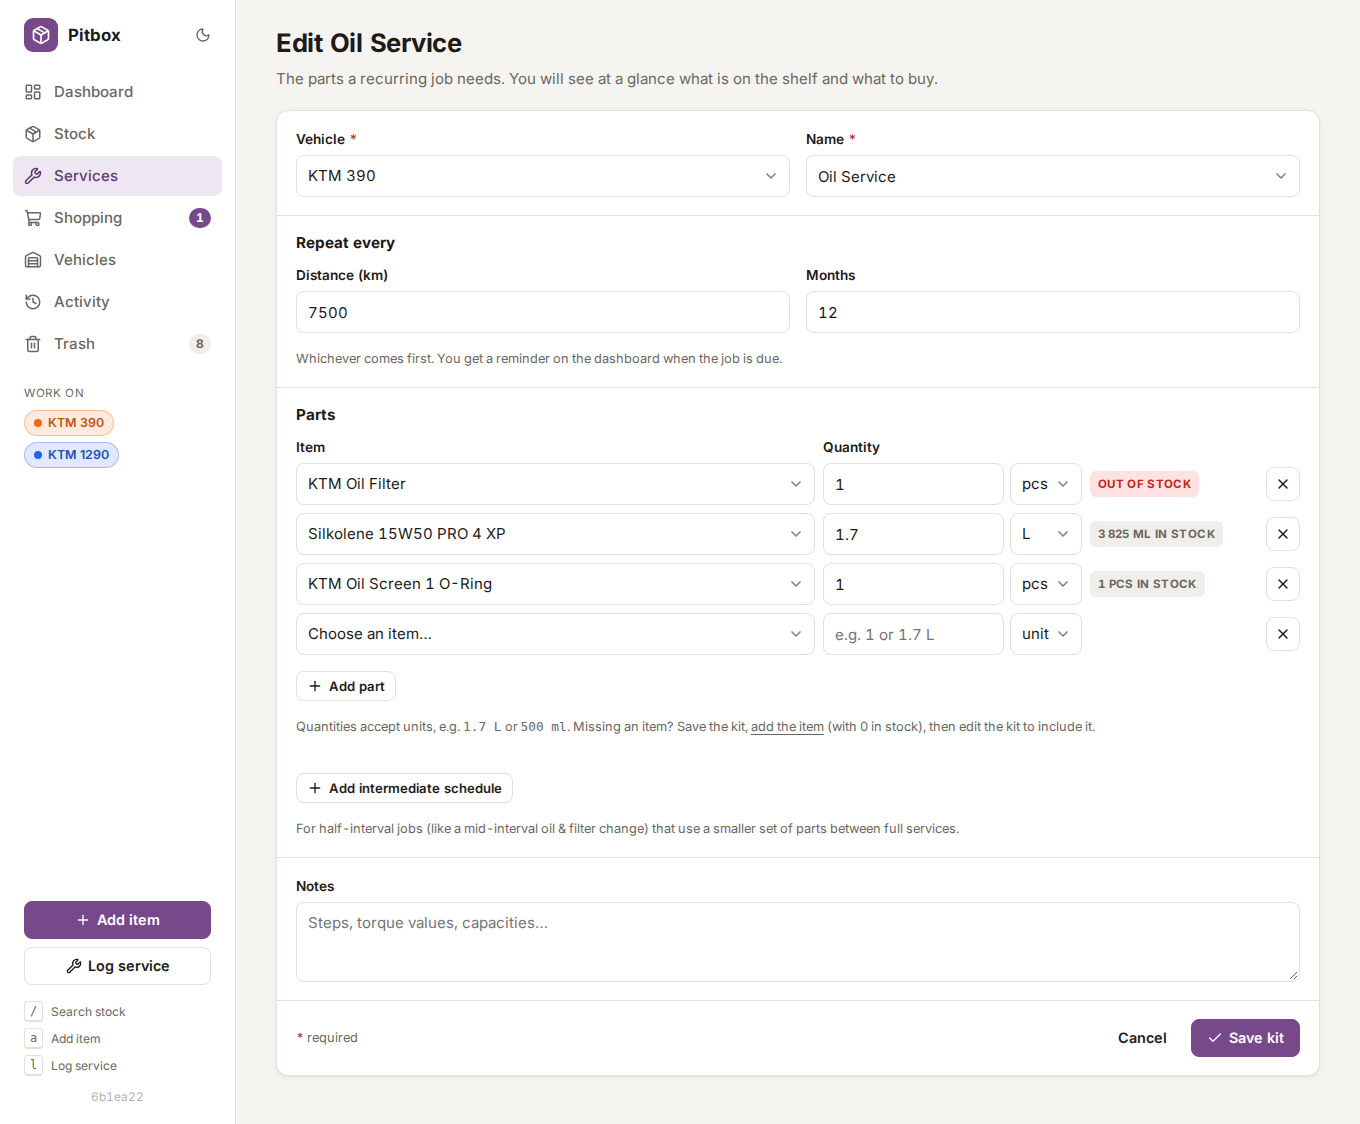 Pitbox
Dashboard
Stock
Services
Shopping 1
Vehicles
Activity
Trash 8
WORK ON
KTM 390
KTM 1290
Add item
Log service
/ Search stock
a Add item
l Log service
6b1ea22
Edit Oil Service
The parts a recurring job needs. You will see at a glance what is on the shelf and what to buy.
Vehicle * Name *
KTM 390 Oil Service
Repeat every
Distance (km) Months
7500 12
Whichever comes first. You get a reminder on the dashboard when the job is due.
Parts
Item Quantity
KTM Oil Filter 1 pcs OUT OF STOCK
Silkolene 15W50 PRO 4 XP 1.7 L 3 825 ML IN STOCK
KTM Oil Screen 1 O-Ring 1 pcs 1 PCS IN STOCK
Choose an item... e.g. 1 or 1.7 L unit
Add part
Quantities accept units, e.g. 1.7 L or 500 ml. Missing an item? Save the kit, add the item (with 0 in stock), then edit the kit to include it.
Add intermediate schedule
For half-interval jobs (like a mid-interval oil & filter change) that use a smaller set of parts between full services.
Notes
Steps, torque values, capacities...
* required Cancel Save kit